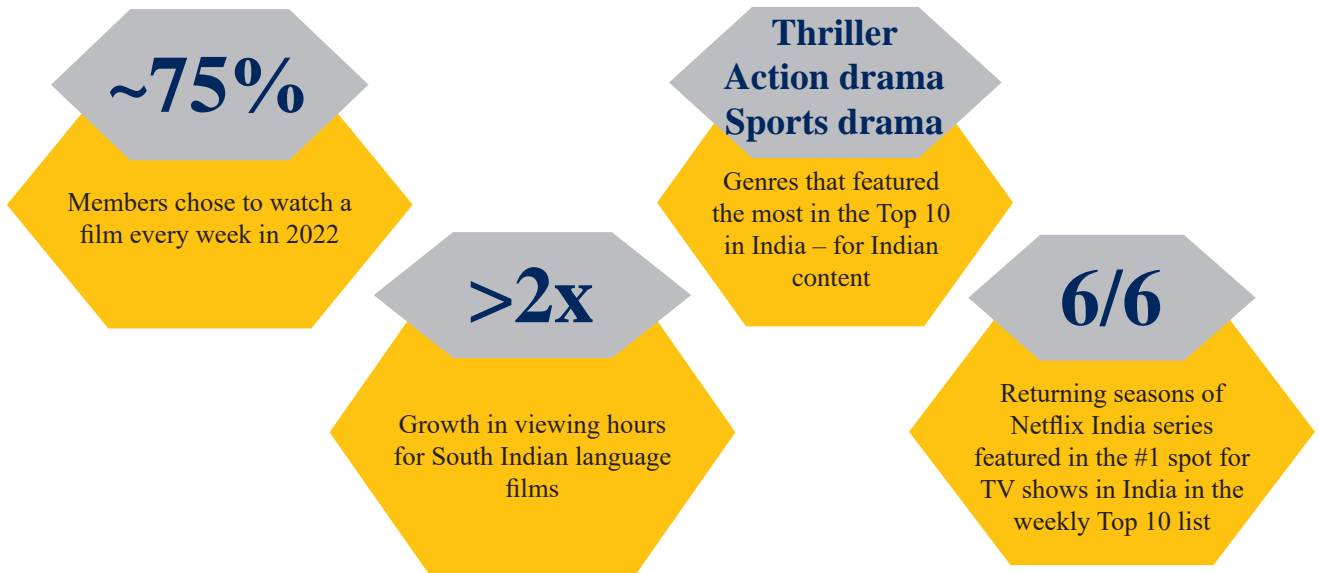 ~75%
Members chose to watch a
film every week in 2022
>2x
Growth in viewing hours
for South Indian language
films
Thriller
Action drama
Sports drama
Genres that featured
the most in the Top 10
in India – for Indian
content
6/6
Returning seasons of
Netflix India series
featured in the #1 spot for
TV shows in India in the
weekly Top 10 list